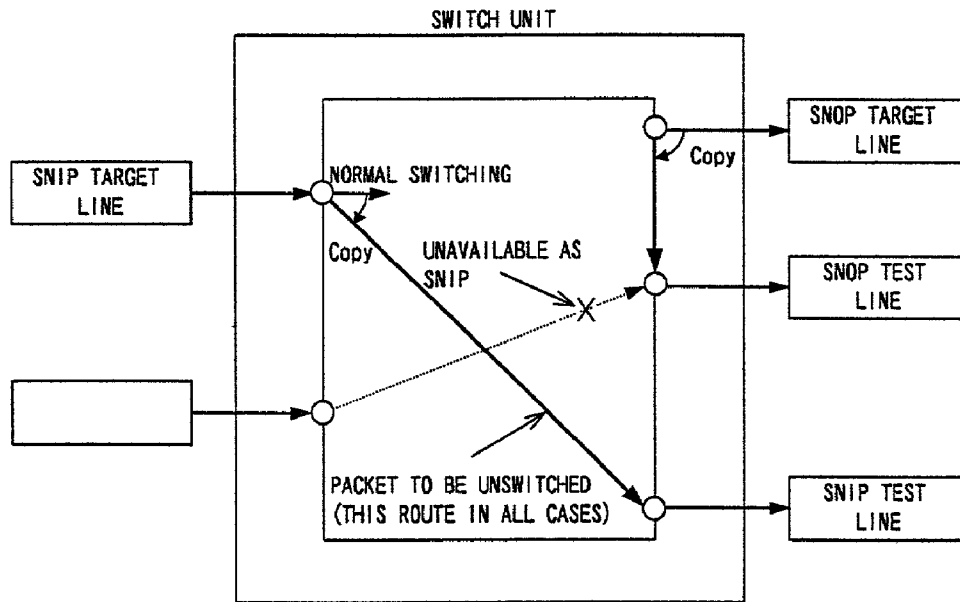 SWITCH UNIT
SNIP TARGET
LINE
NORMAL SWITCHING
Copy
SNOP TARGET
LINE
Copy
UNAVAILABLE AS
SNIP
SNOP TEST
LINE
X
PACKET TO BE UNSWITCHED
(THIS ROUTE IN ALL CASES)
SNIP TEST
LINE